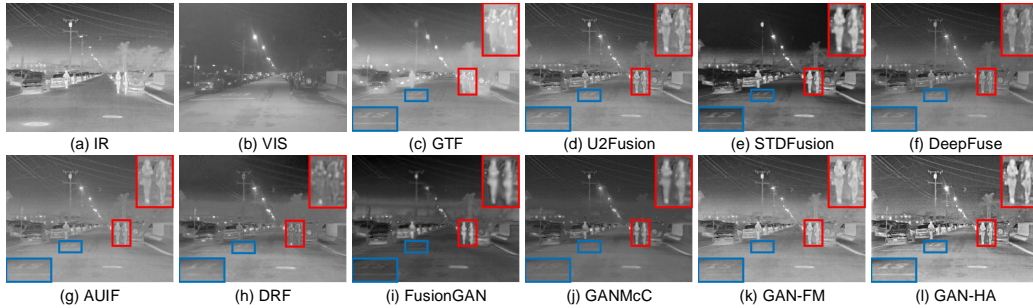 (a) IR
(b) VIS
(c) GTF
(d) U2Fusion
(e) STDFusion
(f) DeepFuse
(g) AUIF
(h) DRF
(i) FusionGAN
(j) GANMcC
(k) GAN-FM
(l) GAN-HA